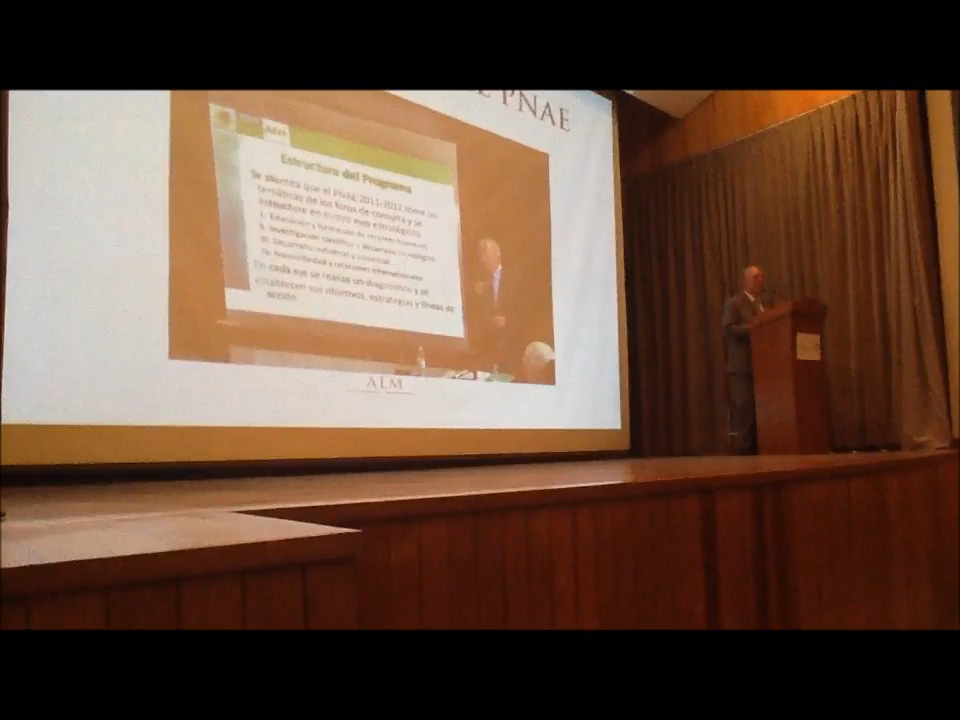 PNAE
AEM
Estructura del Programa
Se plantea que el PNAE 2011-2012 tome las
temáticas de los foros de consulta y se
estructure en cuatro ejes estratégicos
I. Educación y formación de recursos humanos
II. Investigación científica y desarrollo tecnológico
III. Desarrollo industrial y comercial
IV. Normatividad y relaciones internacionales
En cada eje se realiza un diagnóstico y se
establecen sus objetivos, estrategias y líneas de
acción
AEM